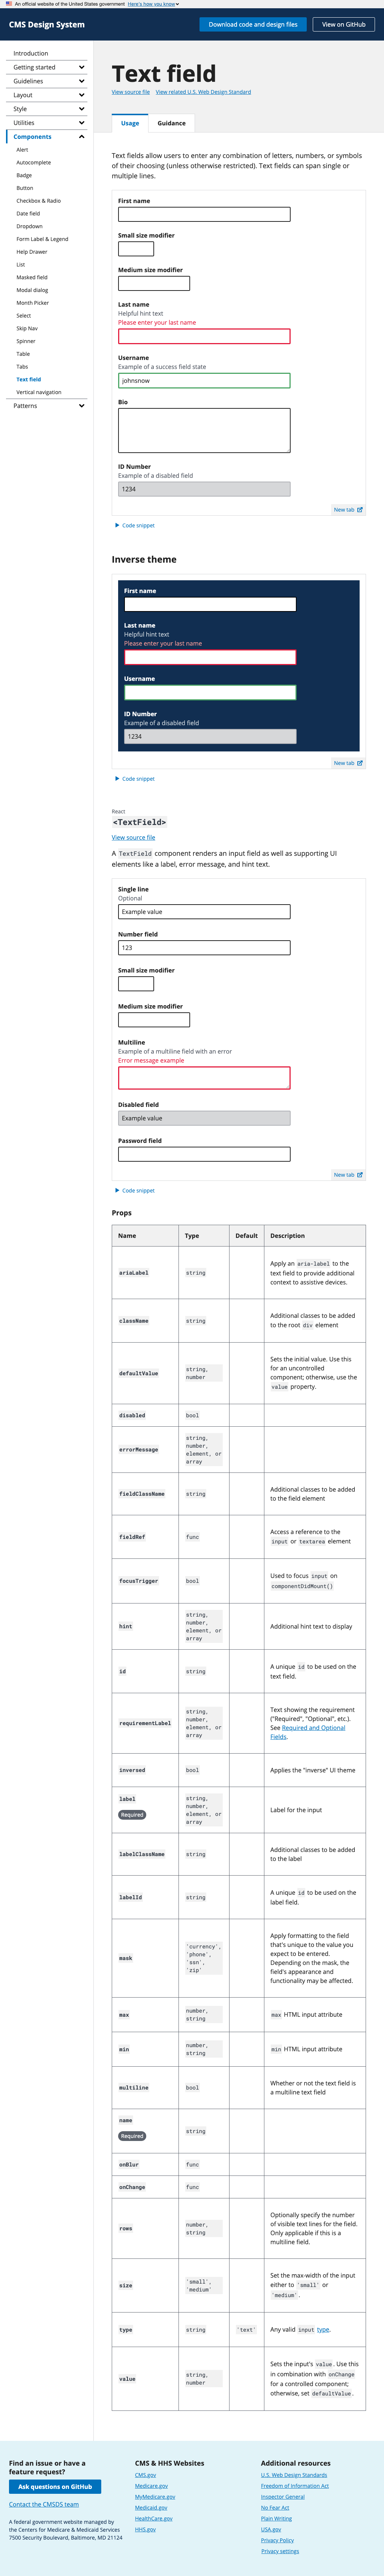 An official website of the United States government Here's how you know
CMS Design System
Download code and design files
View on GitHub
Introduction
Getting started
Guidelines
Layout
Style
Utilities
Components
Alert
Autocomplete
Badge
Button
Checkbox & Radio
Date field
Dropdown
Form Label & Legend
Help Drawer
List
Masked field
Modal dialog
Month Picker
Select
Skip Nav
Spinner
Table
Tabs
Text field
Vertical navigation
Patterns
Text field
View source file View related U.S. Web Design Standard
Usage
Guidance
Text fields allow users to enter any combination of letters, numbers, or symbols
of their choosing (unless otherwise restricted). Text fields can span single or
multiple lines.
First name
Small size modifier
Medium size modifier
Last name
Helpful hint text
Please enter your last name
Username
Example of a success field state
johnsnow
Bio
ID Number
Example of a disabled field
1234
New tab
Code snippet
Inverse theme
First name
Last name
Helpful hint text
Please enter your last name
Username
ID Number
Example of a disabled field
1234
New tab
Code snippet
React
<TextField>
View source file
A TextField component renders an input field as well as supporting UI
elements like a label, error message, and hint text.
Single line
Optional
Example value
Number field
123
Small size modifier
Medium size modifier
Multiline
Example of a multiline field with an error
Error message example
Disabled field
Example value
Password field
New tab
Code snippet
Props
Name Type Default Description
ariaLabel string Apply an aria-label to the
text field to provide additional
context to assistive devices.
className string Additional classes to be added
to the root div element
defaultValue string,
number Sets the initial value. Use this
for an uncontrolled
component; otherwise, use the
value property.
disabled bool
errorMessage string,
number,
element, or
array
fieldClassName string Additional classes to be added
to the field element
fieldRef func Access a reference to the
input or textarea element
focusTrigger bool Used to focus input on
componentDidMount()
hint string,
number,
element, or
array Additional hint text to display
id string A unique id to be used on the
text field.
requirementLabel string,
number,
element, or
array Text showing the requirement
("Required", "Optional", etc.).
See Required and Optional
Fields.
inversed bool Applies the "inverse" UI theme
label
Required string,
number,
element, or
array Label for the input
labelClassName string Additional classes to be added
to the label
labelId string A unique id to be used on the
label field.
mask 'currency',
'phone',
'ssn',
'zip' Apply formatting to the field
that's unique to the value you
expect to be entered.
Depending on the mask, the
field's appearance and
functionality may be affected.
max number,
string max HTML input attribute
min number,
string min HTML input attribute
multiline bool Whether or not the text field is
a multiline text field
name
Required string
onBlur func
onChange func
rows number,
string Optionally specify the number
of visible text lines for the field.
Only applicable if this is a
multiline field.
size 'small',
'medium' Set the max-width of the input
either to 'small' or
'medium'.
type string 'text' Any valid input type.
value string,
number Sets the input's value. Use this
in combination with onChange
for a controlled component;
otherwise, set defaultValue.
Find an issue or have a
feature request?
Ask questions on GitHub
Contact the CMSDS team
A federal government website managed by
the Centers for Medicare & Medicaid Services
7500 Security Boulevard, Baltimore, MD 21124
CMS & HHS Websites
CMS.gov
Medicare.gov
MyMedicare.gov
Medicaid.gov
HealthCare.gov
HHS.gov
Additional resources
U.S. Web Design Standards
Freedom of Information Act
Inspector General
No Fear Act
Plain Writing
USA.gov
Privacy Policy
Privacy settings